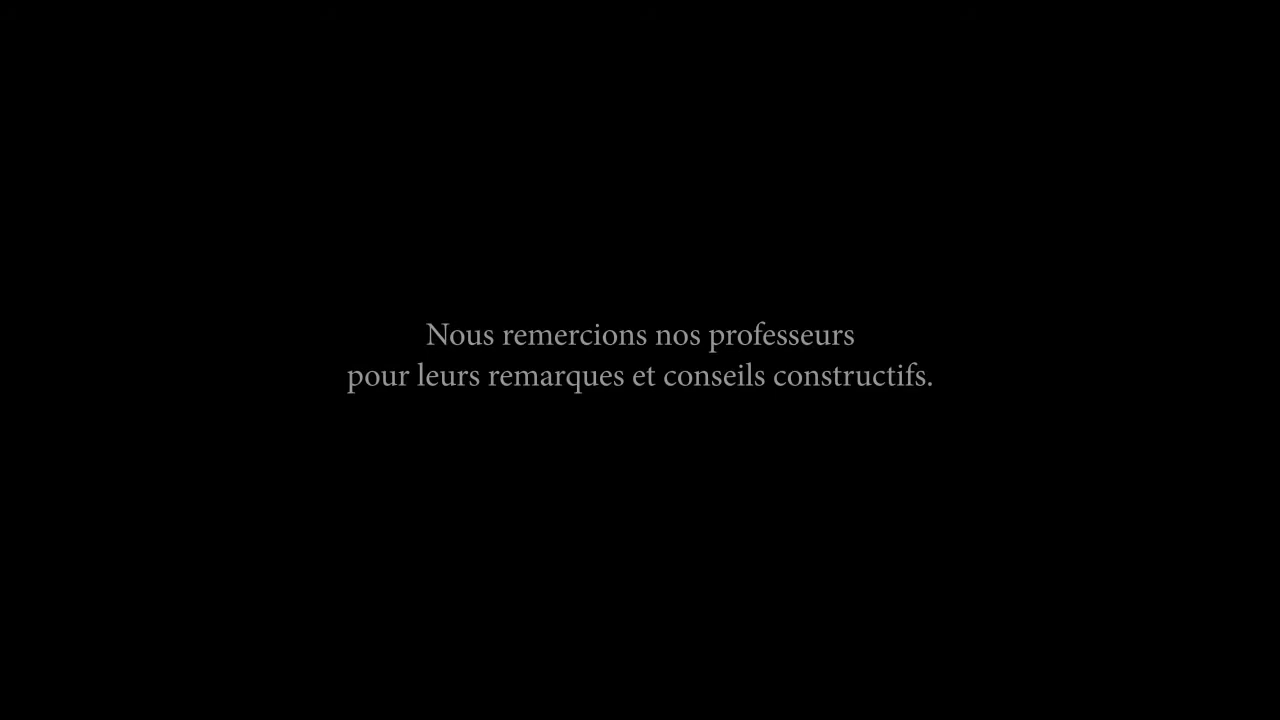 Nous remercions nos professeurs
pour leurs remarques et conseils constructifs.